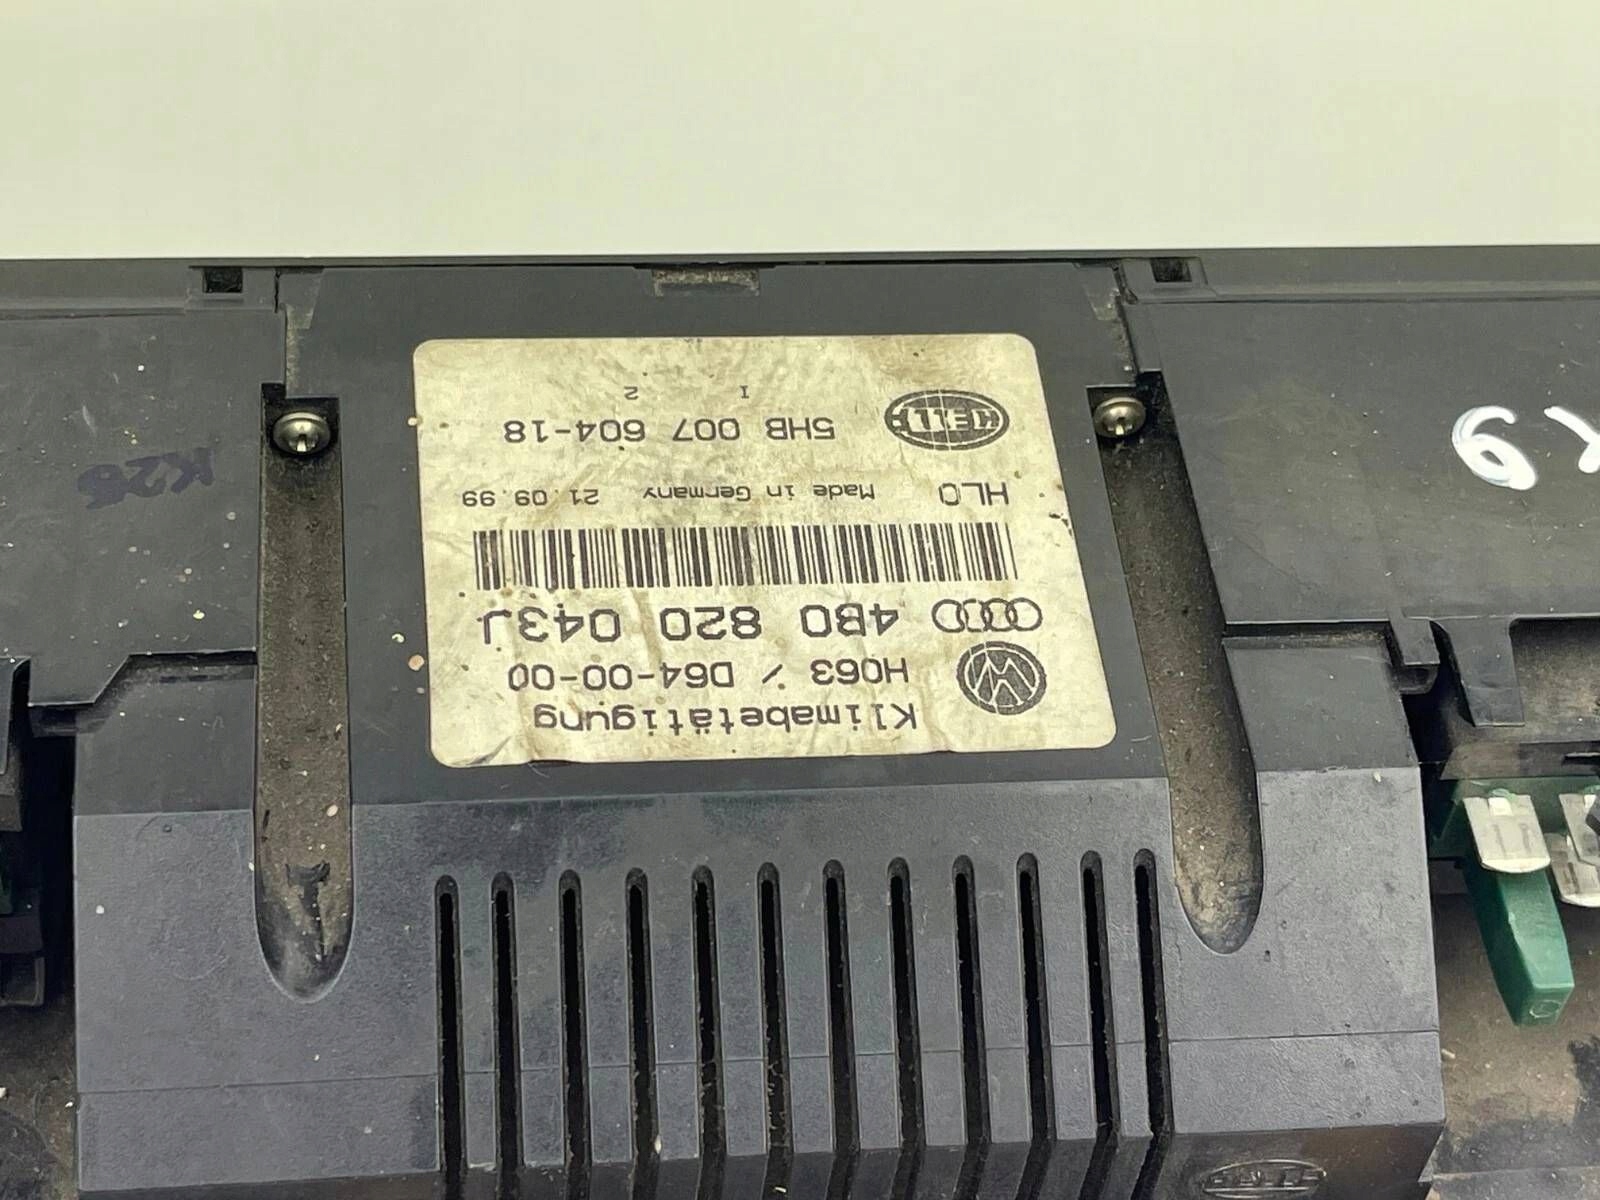 Klimabetätigung
H063 / D64-00-00
4B0 820 043J
HLO Made in Germany 21.09.99
HELLA
5HB 007 604-18
1 2
K26